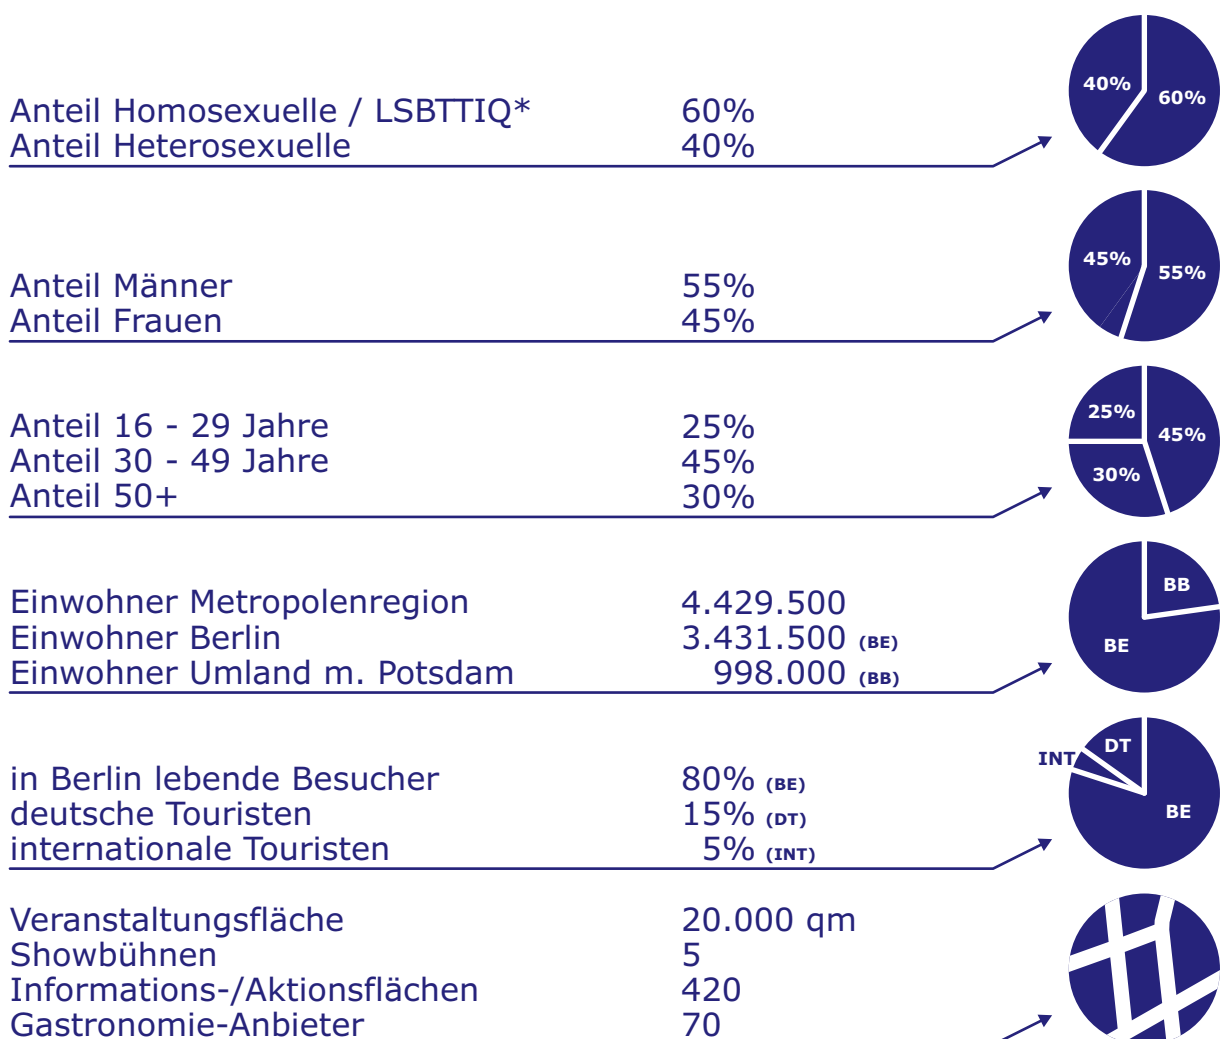 Anteil Homosexuelle / LSBTTIQ* 60%
Anteil Heterosexuelle 40%
40% 60%
Anteil Männer 55%
Anteil Frauen 45%
45% 55%
Anteil 16 - 29 Jahre 25%
Anteil 30 - 49 Jahre 45%
Anteil 50+ 30%
25% 45%
30%
Einwohner Metropolenregion 4.429.500
Einwohner Berlin 3.431.500 (BE)
Einwohner Umland m. Potsdam 998.000 (BB)
BB
BE
in Berlin lebende Besucher 80% (BE)
deutsche Touristen 15% (DT)
internationale Touristen 5% (INT)
DT
INT
BE
Veranstaltungsfläche 20.000 qm
Showbühnen 5
Informations-/Aktionsflächen 420
Gastronomie-Anbieter 70